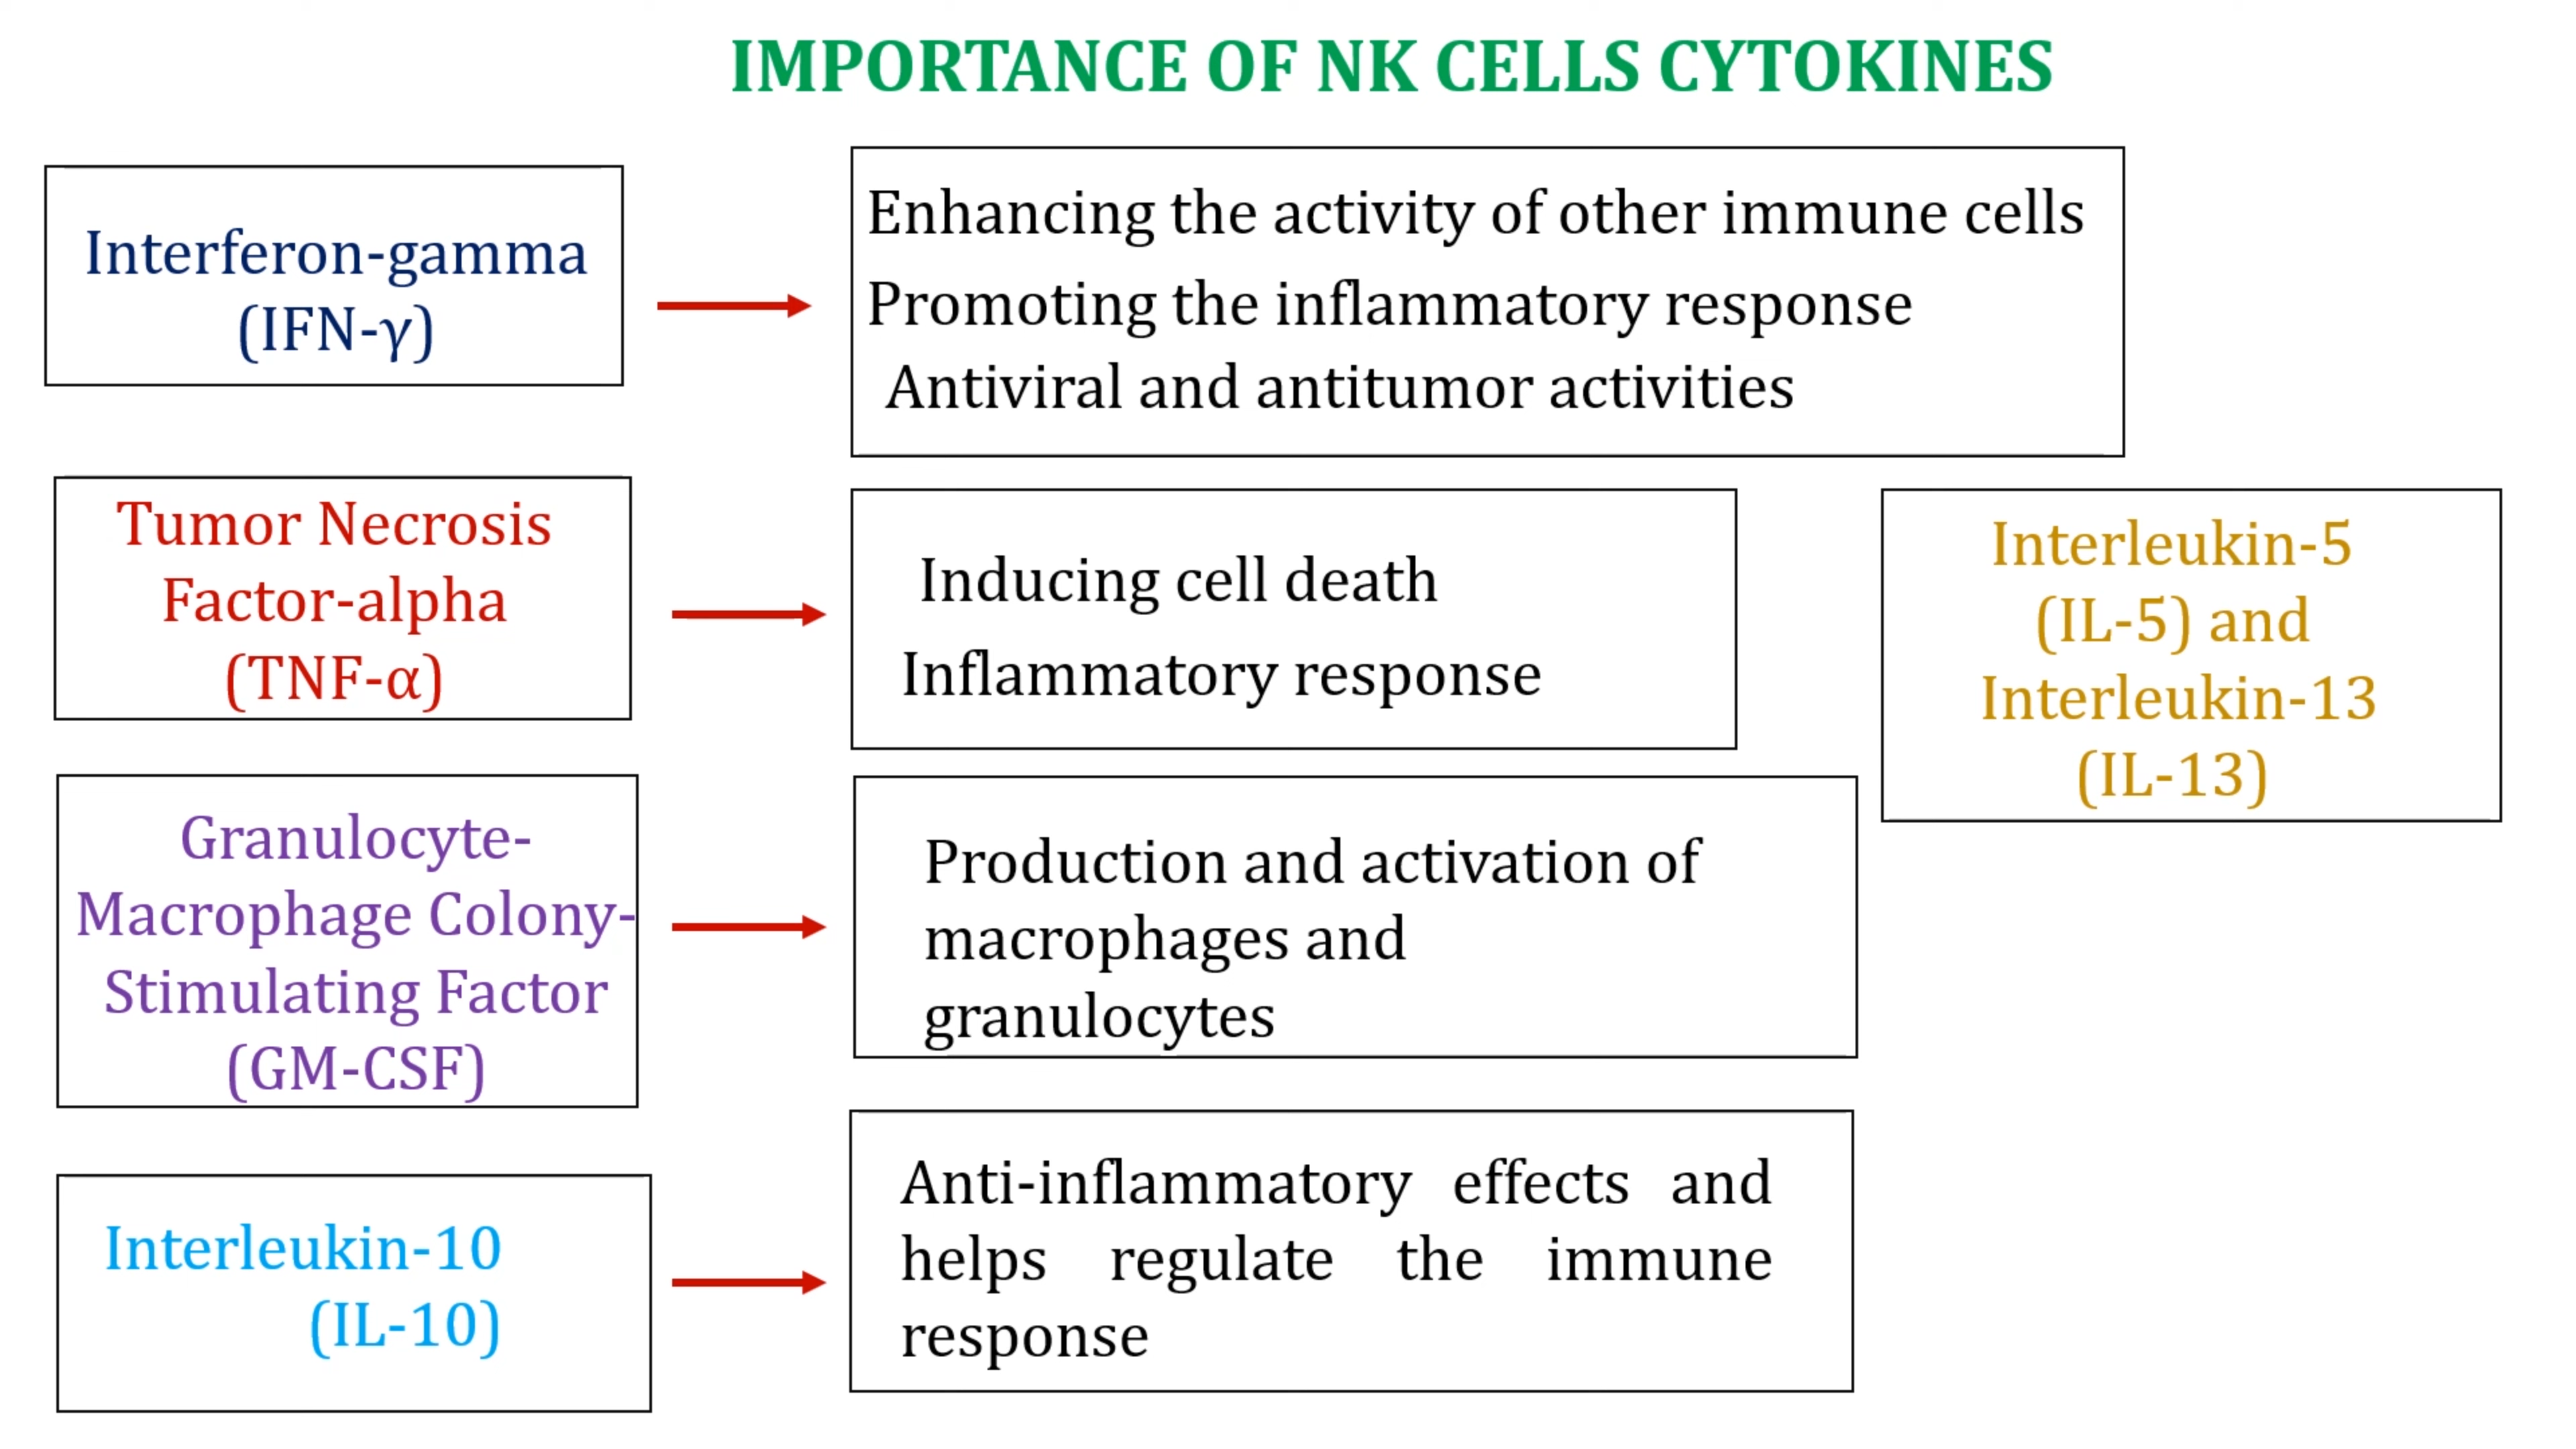 IMPORTANCE OF NK CELLS CYTOKINES
Interferon-gamma
(IFN-γ)
Enhancing the activity of other immune cells
Promoting the inflammatory response
Antiviral and antitumor activities
Tumor Necrosis
Factor-alpha
(TNF-α)
Inducing cell death
Inflammatory response
Interleukin-5
(IL-5) and
Interleukin-13
(IL-13)
Granulocyte-
Macrophage Colony-
Stimulating Factor
(GM-CSF)
Production and activation of
macrophages and
granulocytes
Interleukin-10
(IL-10)
Anti-inflammatory effects and
helps regulate the immune
response